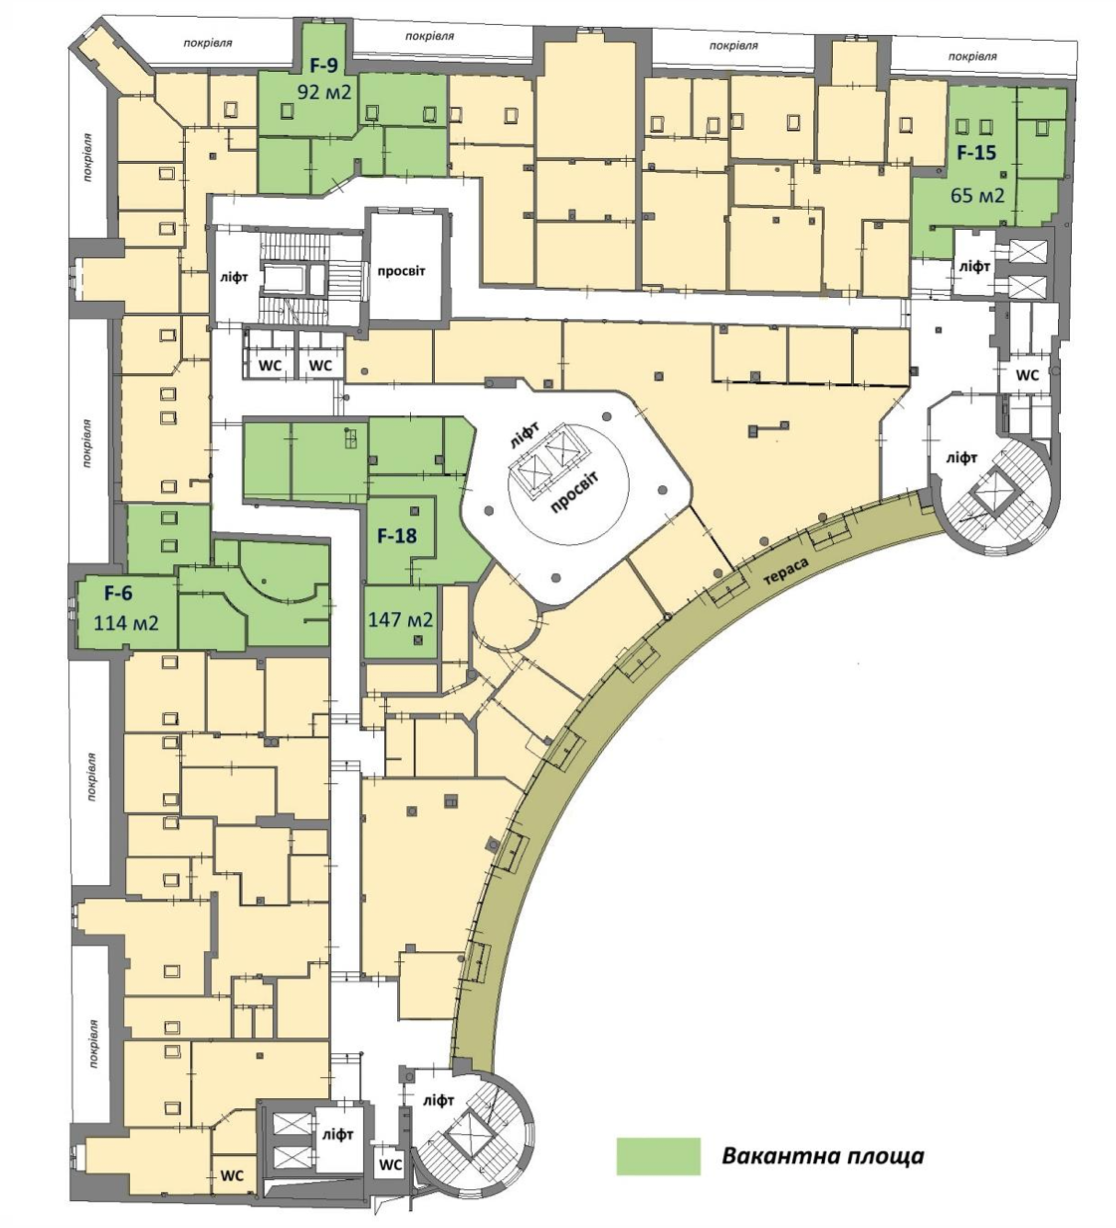 покрівля
покрівля
покрівля
покрівля
F-9
92 м2
покрівля
F-15
65 м2
ліфт
просвіт
ліфт
WC
WC
WC
покрівля
ліфт
просвіт
ліфт
F-18
147 м2
тераса
F-6
114 м2
покрівля
покрівля
ліфт
ліфт
WC
WC
Вакантна площа